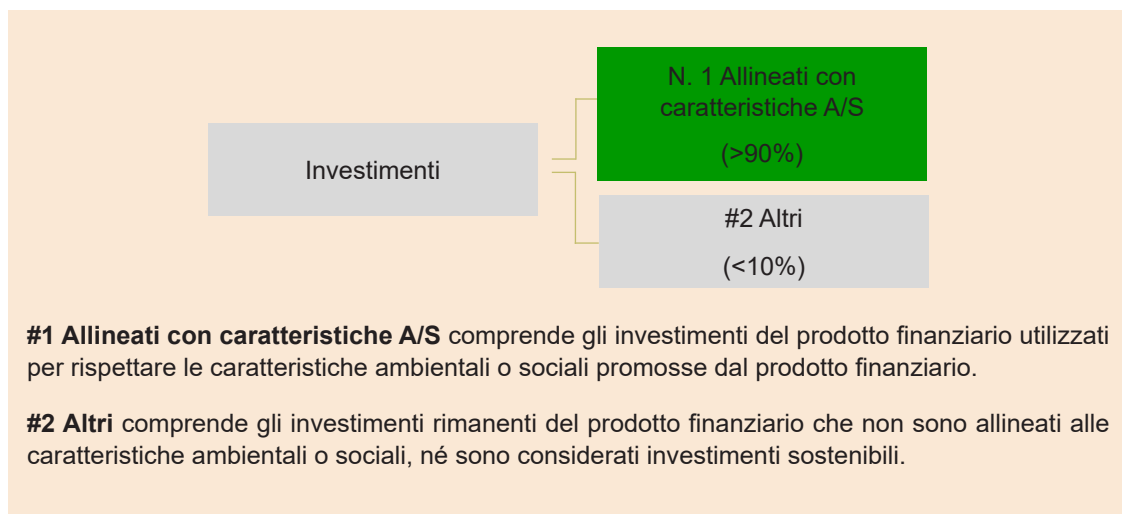 N. 1 Allineati con
caratteristiche A/S
(>90%)
Investimenti
#2 Altri
(<10%)
#1 Allineati con caratteristiche A/S comprende gli investimenti del prodotto finanziario utilizzati
per rispettare le caratteristiche ambientali o sociali promosse dal prodotto finanziario.
#2 Altri comprende gli investimenti rimanenti del prodotto finanziario che non sono allineati alle
caratteristiche ambientali o sociali, né sono considerati investimenti sostenibili.